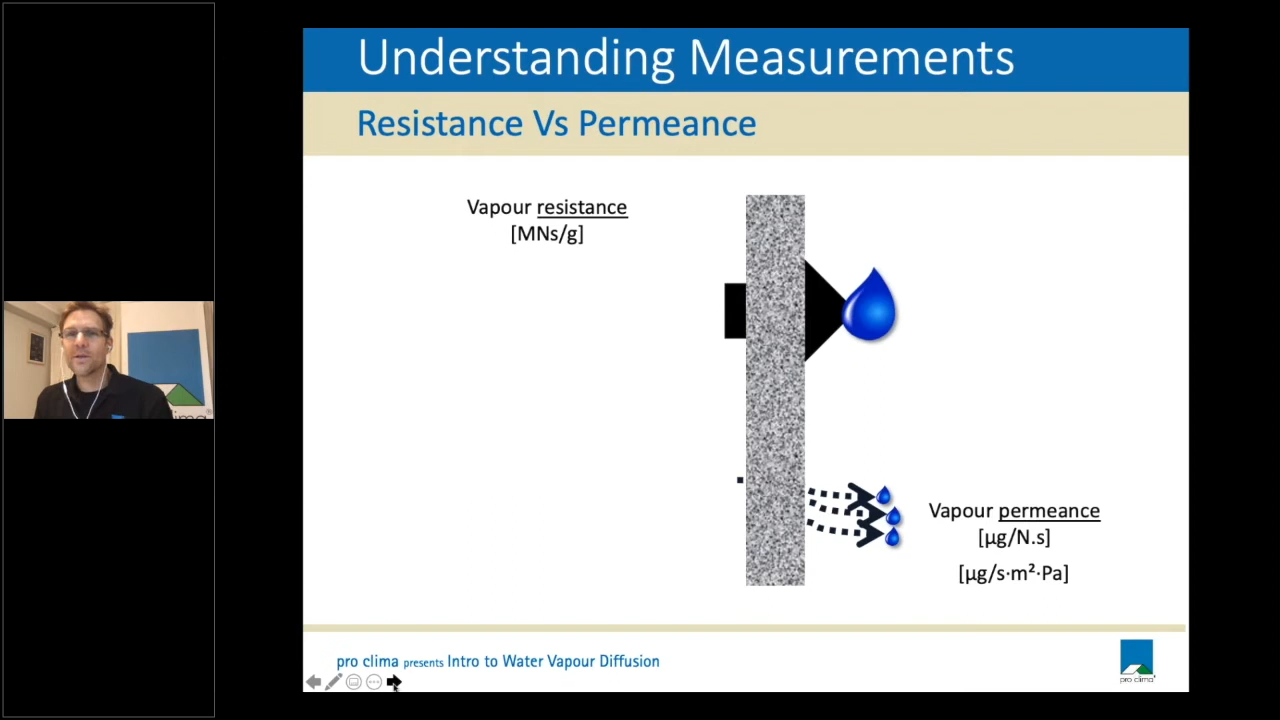 Understanding Measurements
Resistance Vs Permeance
Vapour resistance
[MNs/g]
Vapour permeance
[µg/N.s]
[µg/s·m²·Pa]
pro clima presents Intro to Water Vapour Diffusion
pro clima